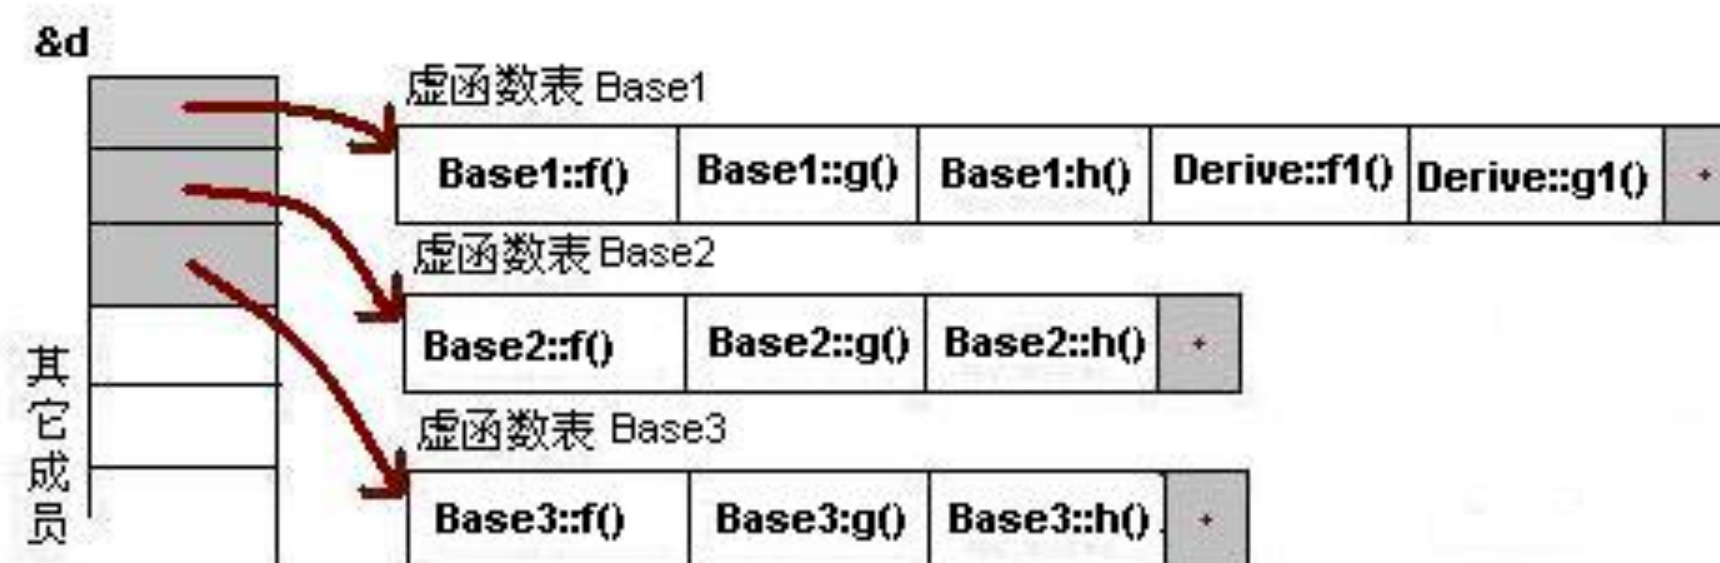 &d
虚函数表 Base1
Base1::f() Base1::g() Base1:h() Derive::f1() Derive::g1()
虚函数表 Base2
Base2::f() Base2::g() Base2::h()
虚函数表 Base3
Base3::f() Base3:g() Base3::h() .
其它成员